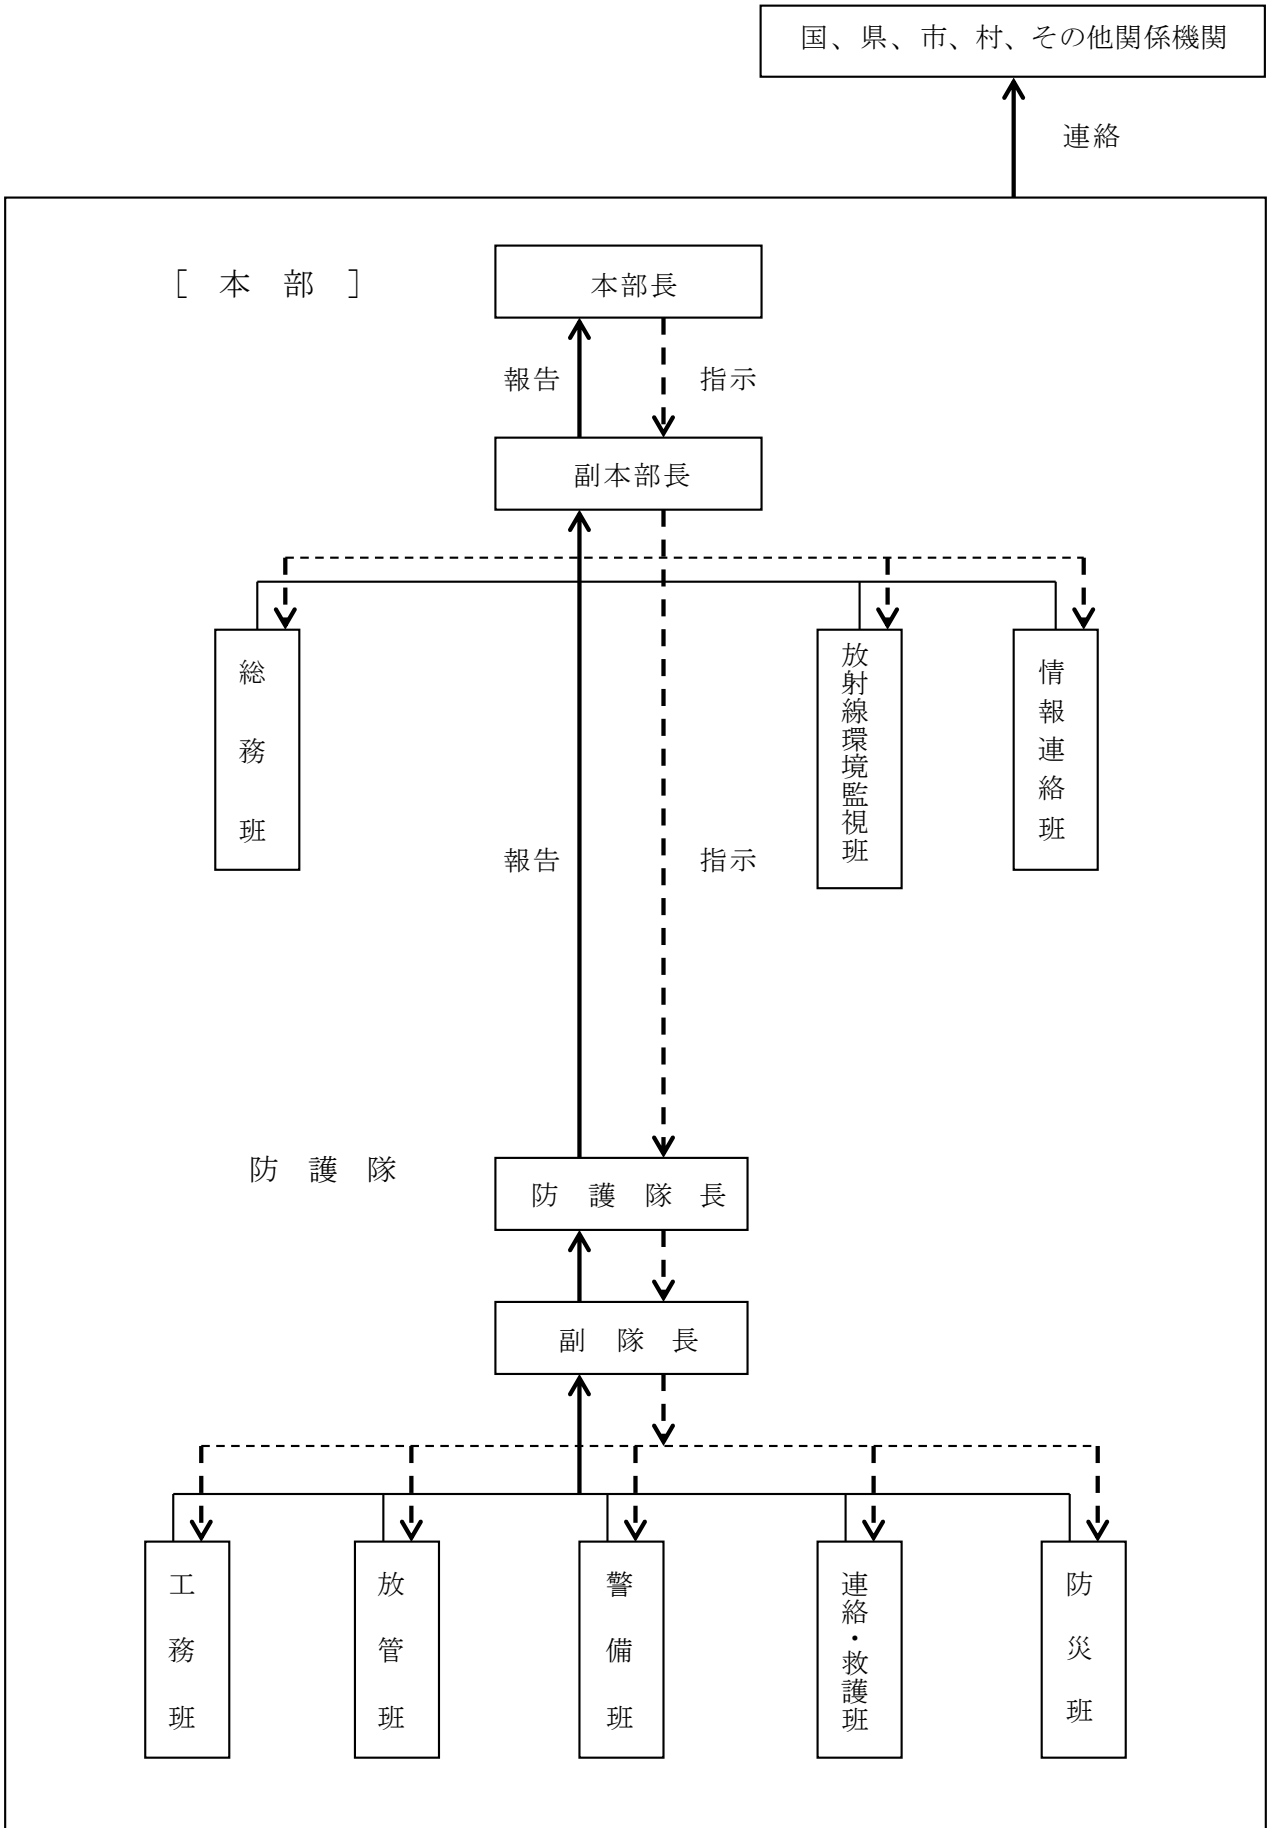 国、県、市、村、その他関係機関
連絡
［　本　部　］
本部長
報告
指示
副本部長
総務班
放射線環境監視班
情報連絡班
報告
指示
防　護　隊
防　護　隊　長
副　隊　長
工務班
放管班
警備班
連絡・救護班
防災班